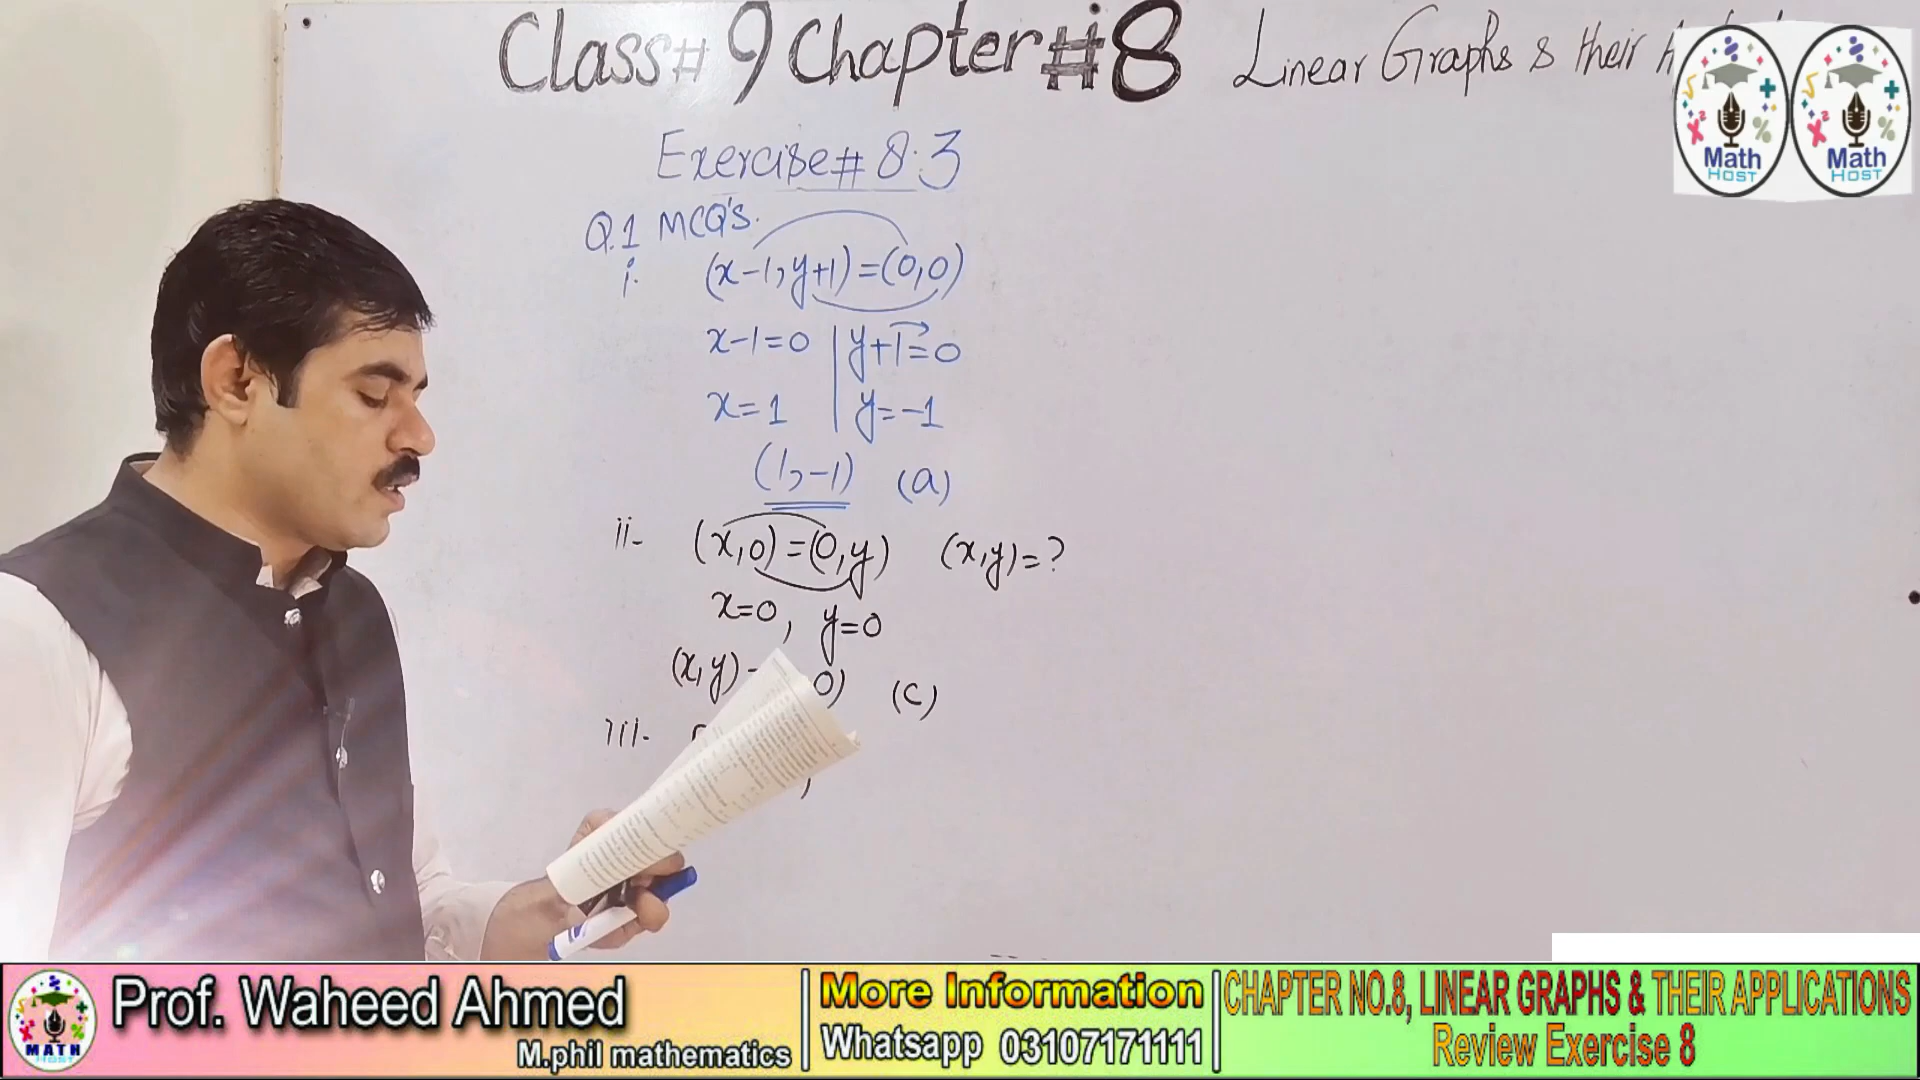 Class# 9 Chapter #8 Linear Graphs & their
Math
HOST
Math
HOST
Exercise# 8.3
Q.1 MCQ's.
i. (x-1, y+1) = (0,0)
x-1=0 | y+1=0
x=1 | y=-1
(1,-1) (a)
ii- (x,0) = (0,y) (x,y)=?
x=0, y=0
(x,y) 0) (c)
iii-
MATH
HOST
Prof. Waheed Ahmed
M.phil mathematics
More Information
Whatsapp 03107171111
CHAPTER NO.8, LINEAR GRAPHS & THEIR APPLICATIONS
Review Exercise 8